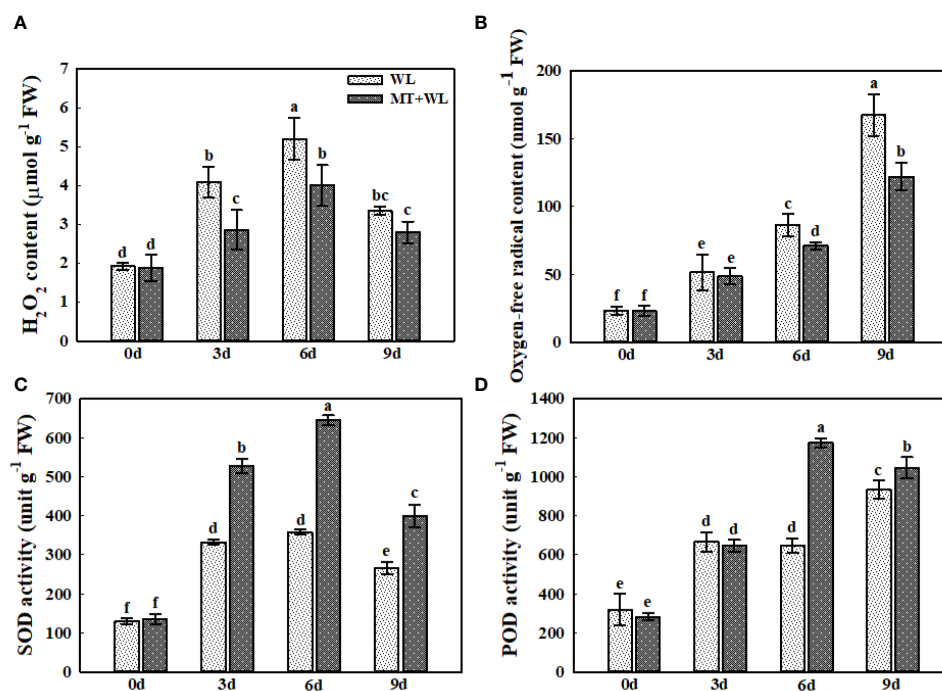 A
H₂O₂ content (μmol g⁻¹ FW)
7
6
5
4
3
2
1
0
WL
MT+WL
d d b c a b bc c
0d 3d 6d 9d
B
Oxygen-free radical content (nmol g⁻¹ FW)
200
150
100
50
0
f f e e c d a b
0d 3d 6d 9d
C
SOD activity (unit g⁻¹ FW)
700
600
500
400
300
200
100
0
f f d b d a e c
0d 3d 6d 9d
D
POD activity (unit g⁻¹ FW)
1400
1200
1000
800
600
400
200
0
e e d d d a c b
0d 3d 6d 9d